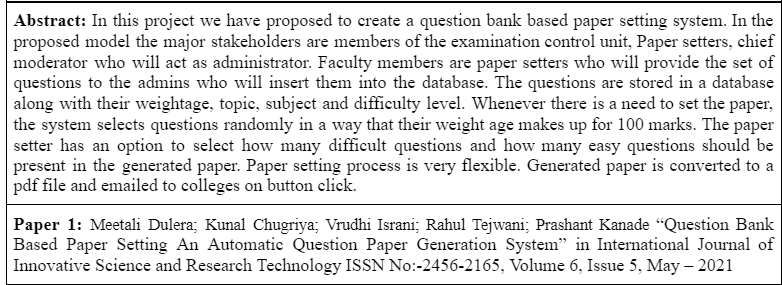 Abstract: In this project we have proposed to create a question bank based paper setting system. In the
proposed model the major stakeholders are members of the examination control unit, Paper setters, chief
moderator who will act as administrator. Faculty members are paper setters who will provide the set of
questions to the admins who will insert them into the database. The questions are stored in a database
along with their weightage, topic, subject and difficulty level. Whenever there is a need to set the paper,
the system selects questions randomly in a way that their weight age makes up for 100 marks. The paper
setter has an option to select how many difficult questions and how many easy questions should be
present in the generated paper. Paper setting process is very flexible. Generated paper is converted to a
pdf file and emailed to colleges on button click.
Paper 1: Meetali Dulera; Kunal Chugriya; Vrudhi Israni; Rahul Tejwani; Prashant Kanade “Question Bank
Based Paper Setting An Automatic Question Paper Generation System” in International Journal of
Innovative Science and Research Technology ISSN No:-2456-2165, Volume 6, Issue 5, May – 2021